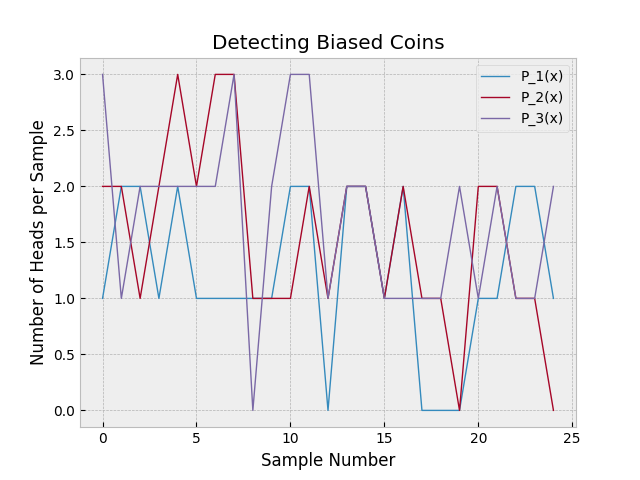 Detecting Biased Coins
P_1(x)
P_2(x)
P_3(x)
Number of Heads per Sample
3.0
2.5
2.0
1.5
1.0
0.5
0.0
0 5 10 15 20 25
Sample Number